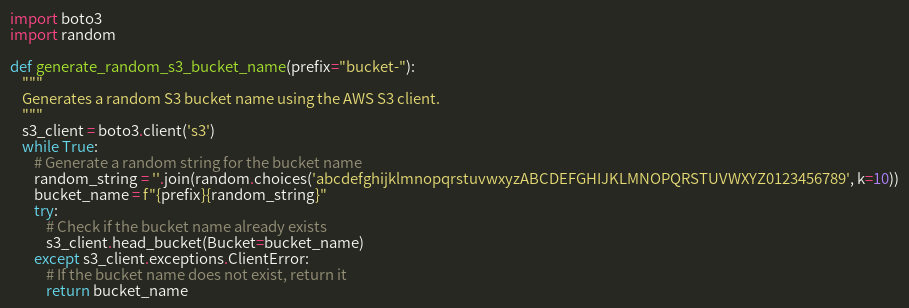 import boto3
import random

def generate_random_s3_bucket_name(prefix="bucket-"):
    """
    Generates a random S3 bucket name using the AWS S3 client.
    """
    s3_client = boto3.client('s3')
    while True:
        # Generate a random string for the bucket name
        random_string = ''.join(random.choices('abcdefghijklmnopqrstuvwxyzABCDEFGHIJKLMNOPQRSTUVWXYZ0123456789', k=10))
        bucket_name = f"{prefix}{random_string}"
        try:
            # Check if the bucket name already exists
            s3_client.head_bucket(Bucket=bucket_name)
        except s3_client.exceptions.ClientError:
            # If the bucket name does not exist, return it
            return bucket_name